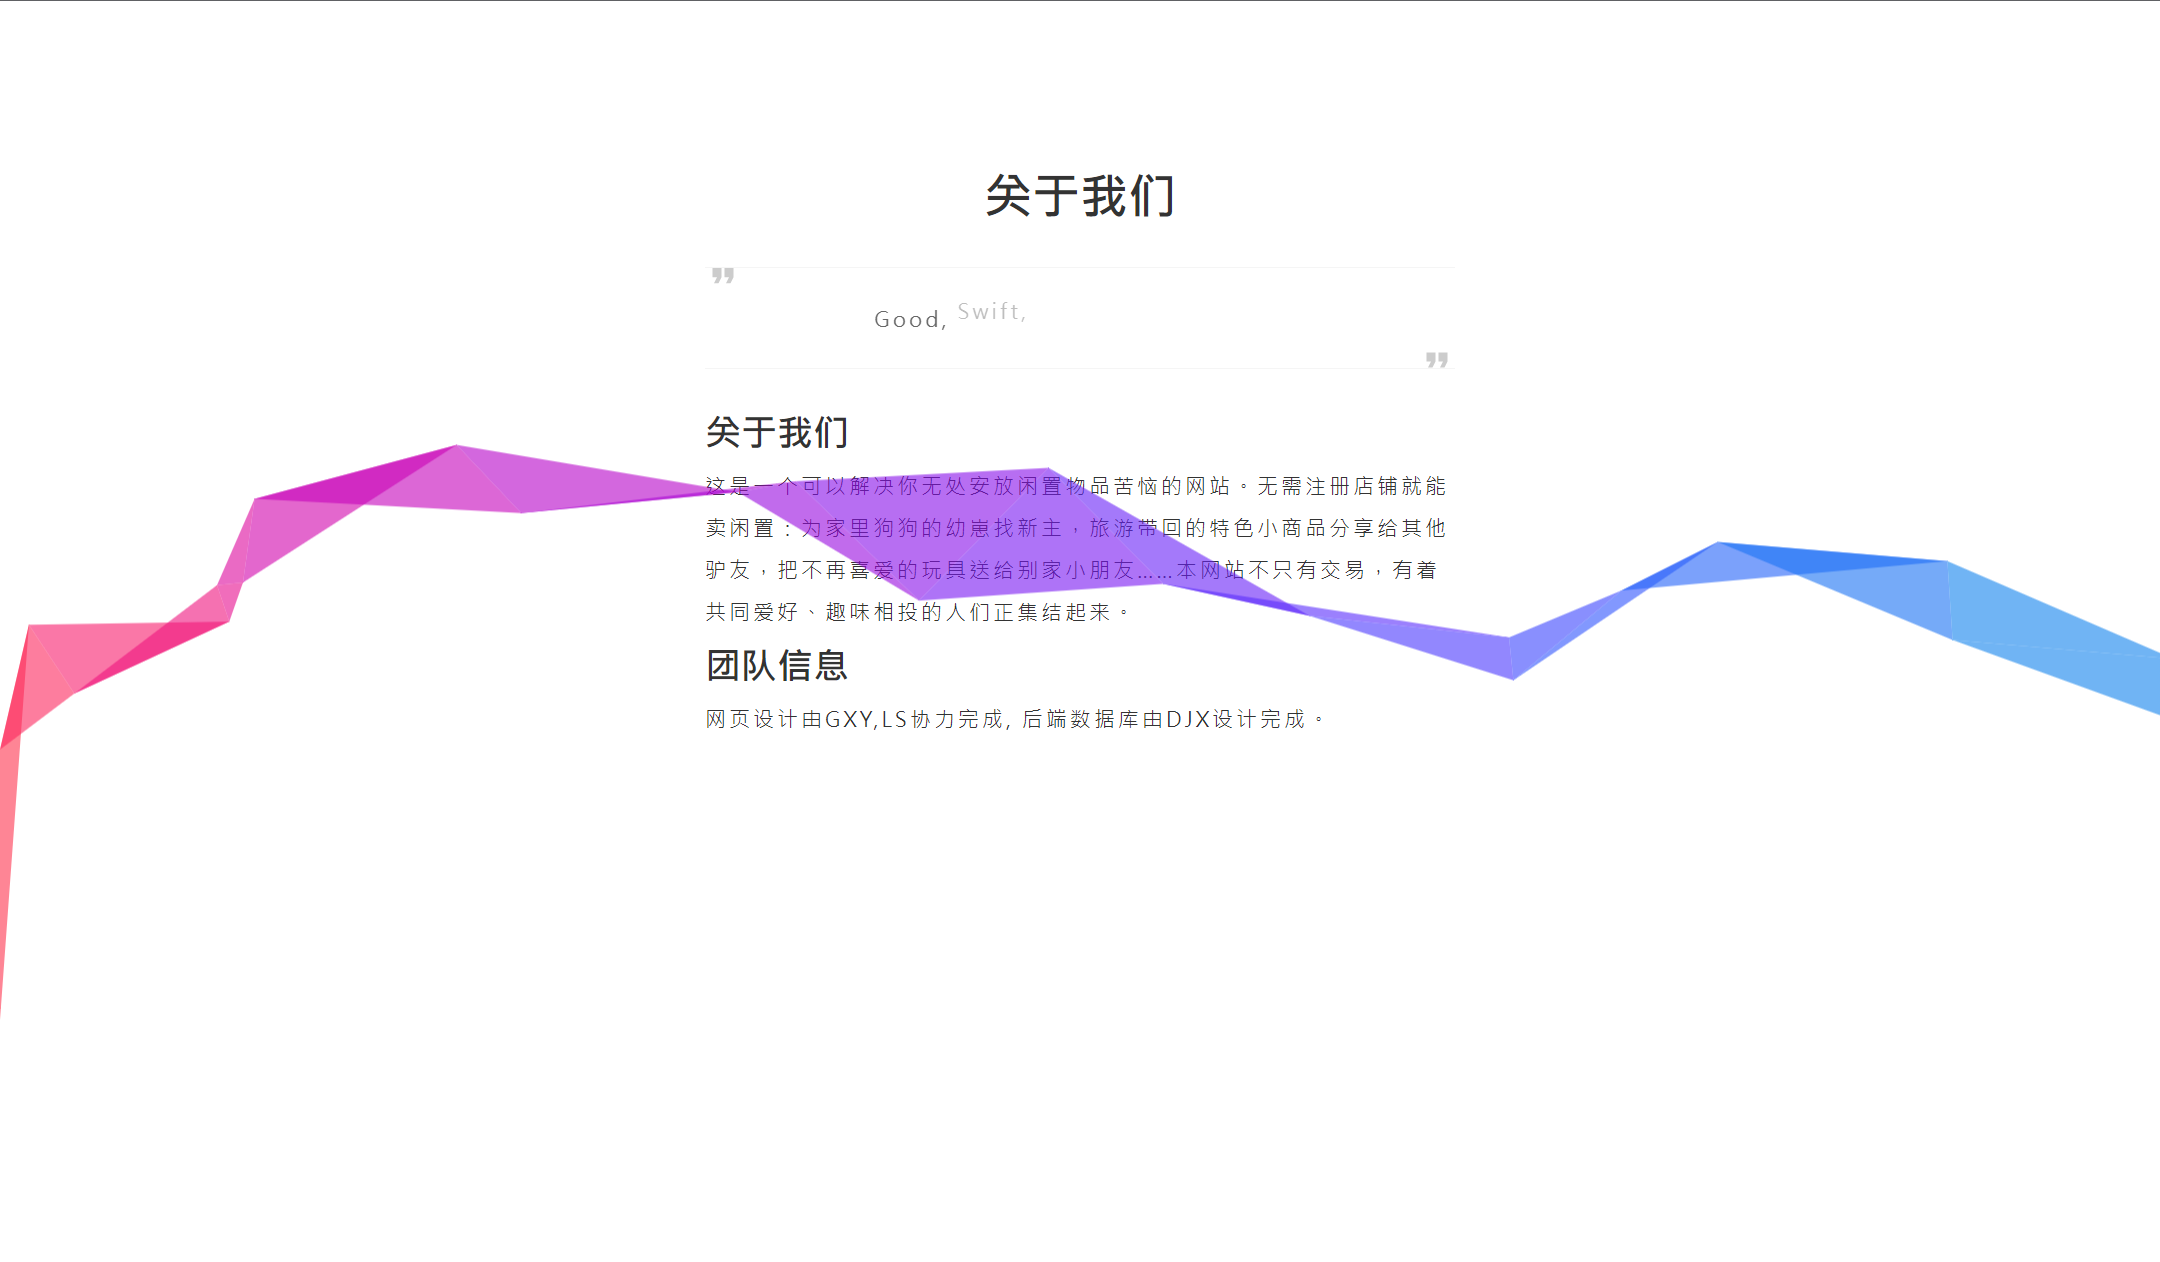 关于我们
”
Good, Swift,
”
关于我们
这是一个可以解决你无处安放闲置物品苦恼的网站。无需注册店铺就能
卖闲置：为家里狗狗的幼崽找新主，旅游带回的特色小商品分享给其他
驴友，把不再喜爱的玩具送给别家小朋友……本网站不只有交易，有着
共同爱好、趣味相投的人们正集结起来。
团队信息
网页设计由GXY,LS协力完成, 后端数据库由DJX设计完成。